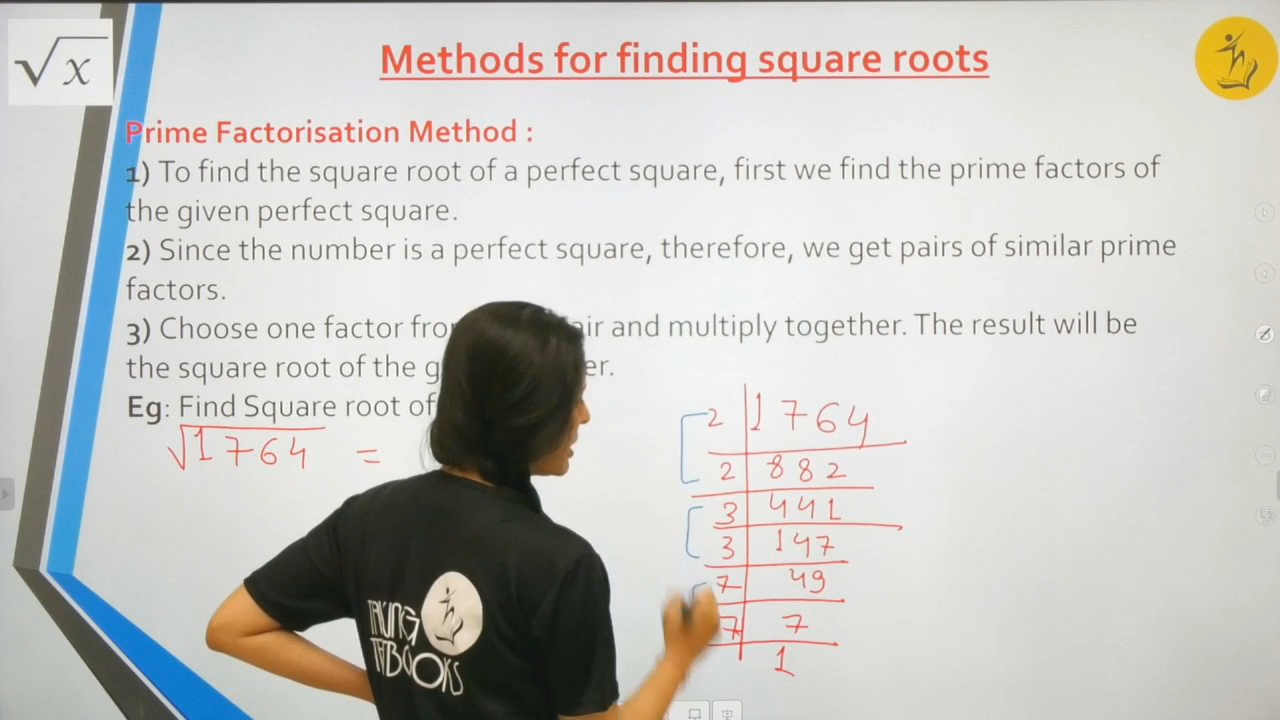 √x
Methods for finding square roots
Prime Factorisation Method :
1) To find the square root of a perfect square, first we find the prime factors of
the given perfect square.
2) Since the number is a perfect square, therefore, we get pairs of similar prime
factors.
3) Choose one factor and multiply together. The result will be
the square root of the
Eg: Find Square root of
√1764 =
2 | 1764
2 | 882
3 | 441
3 | 147
7 | 49
7 | 7
1
TALKING
TEXTBOOKS